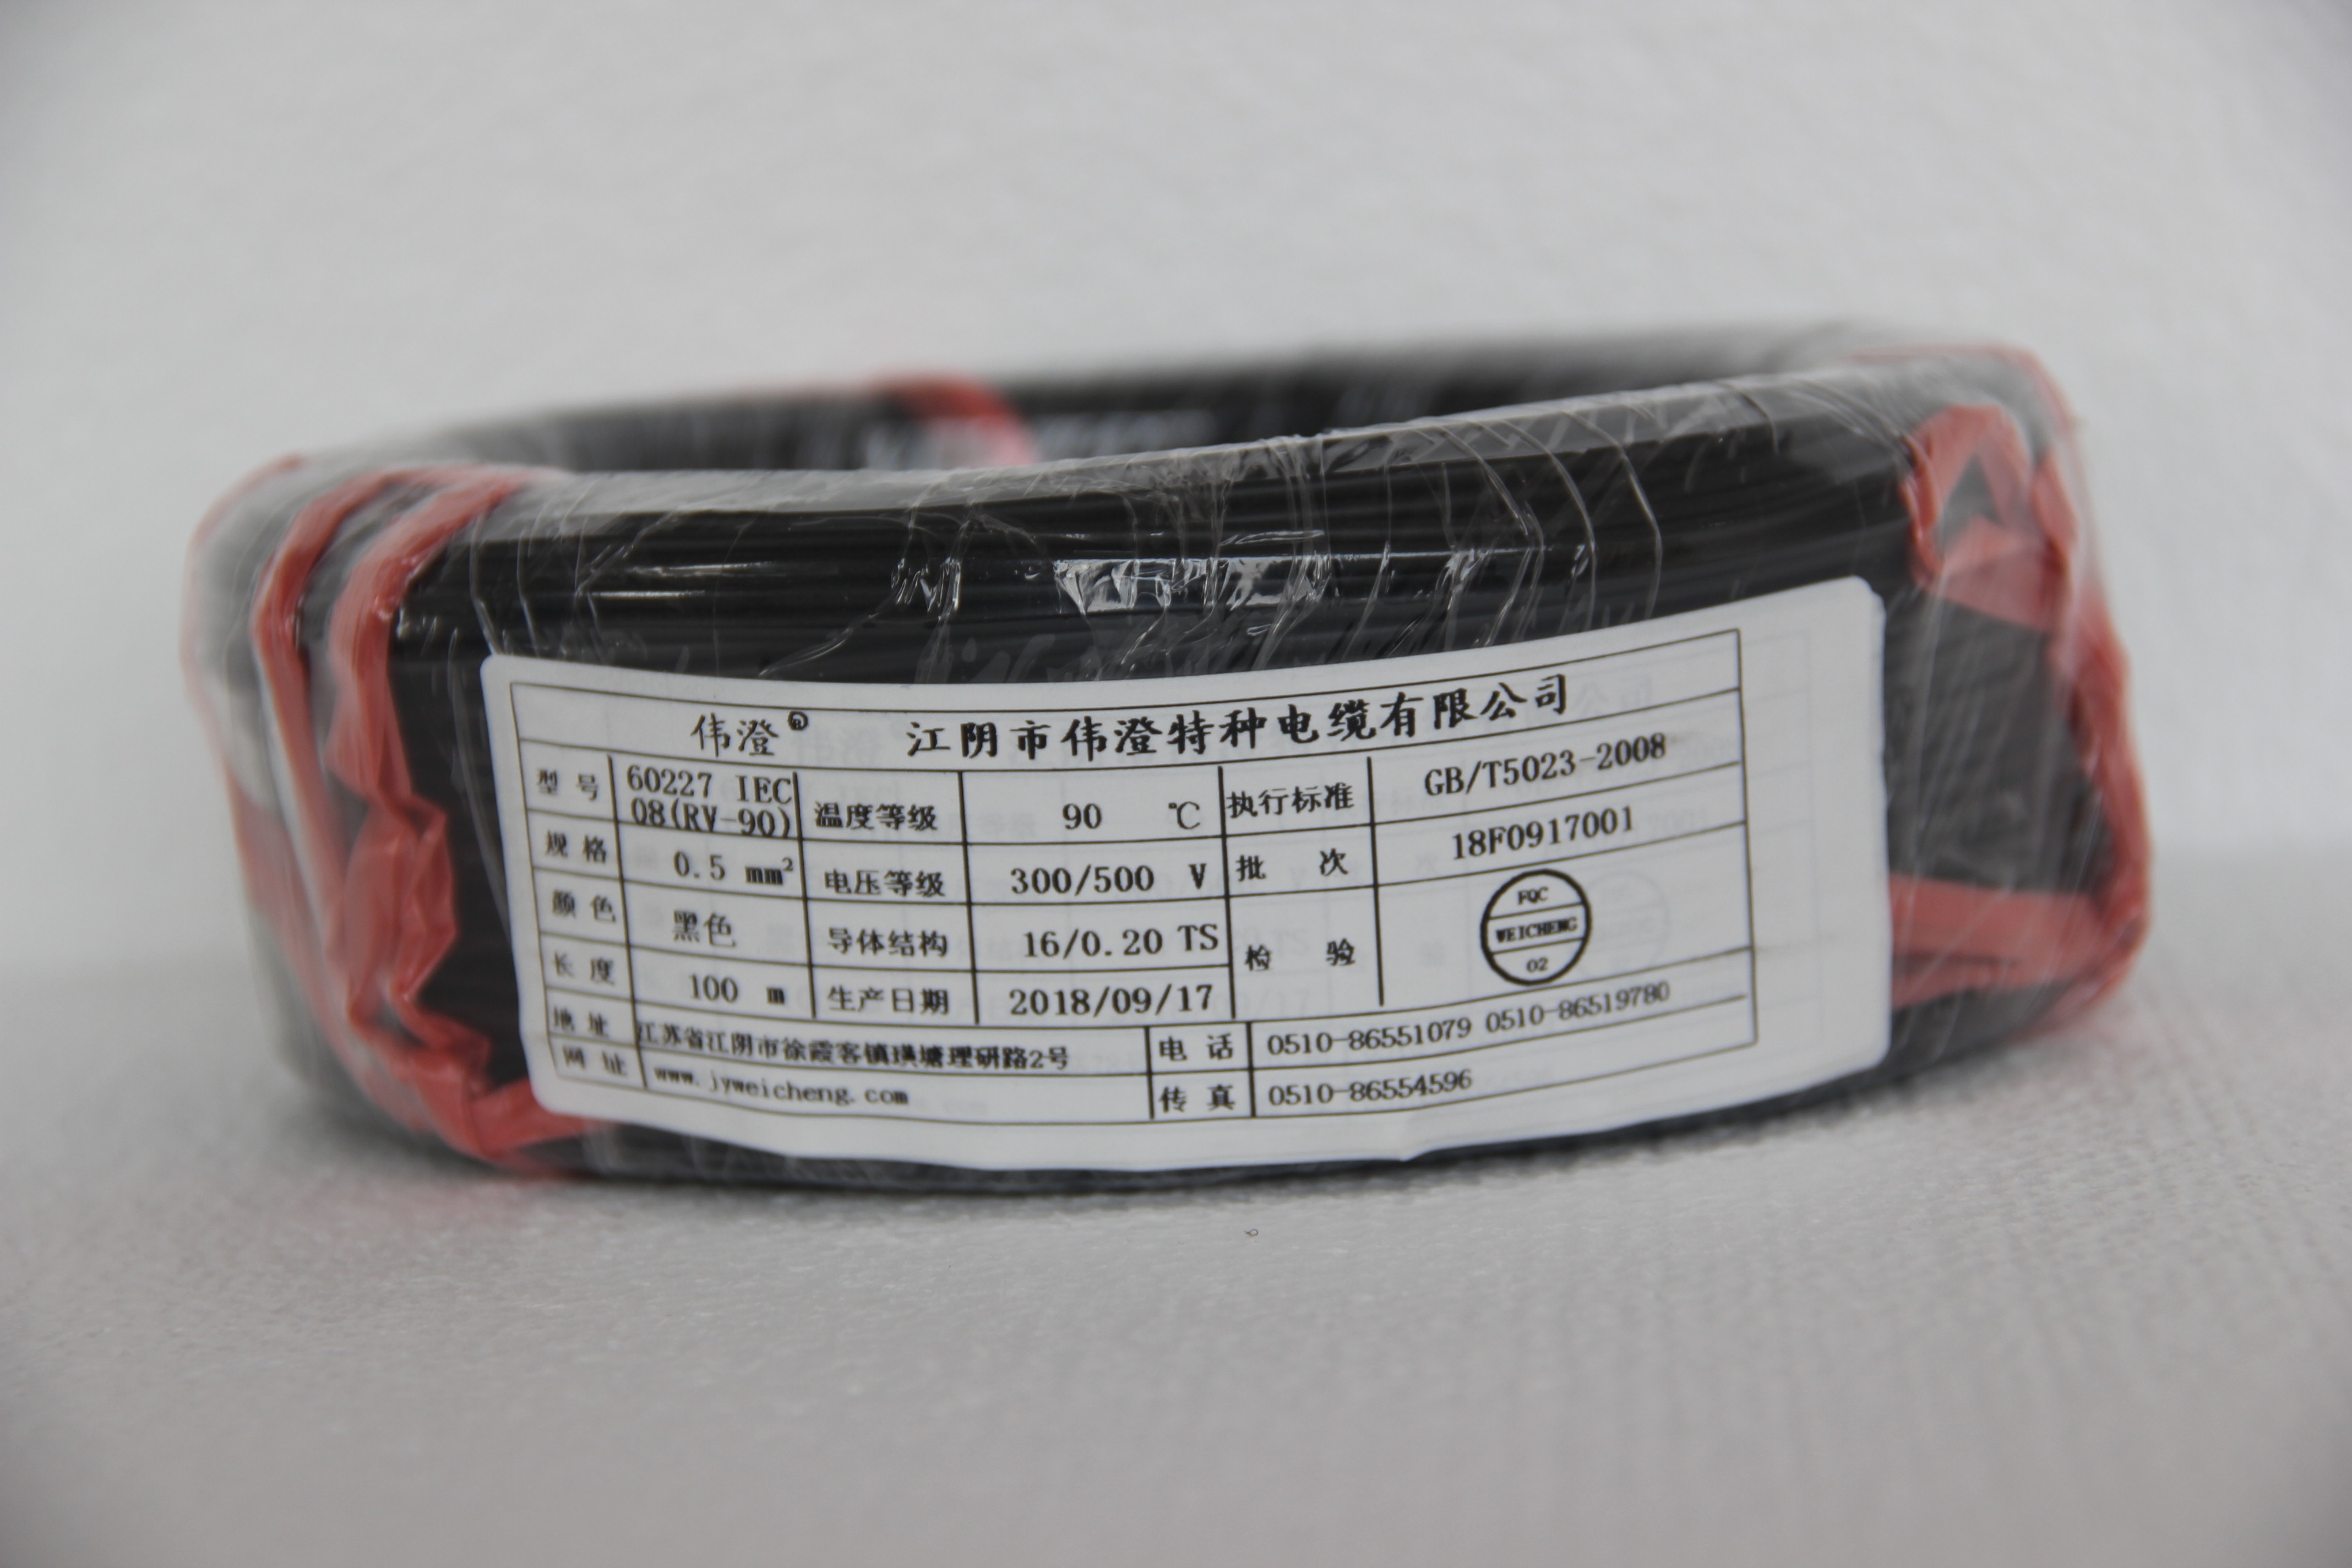 伟澄® 江阴市伟澄特种电缆有限公司
型号 60227 IEC 08(RV-90) 温度等级 90 ℃ 执行标准 GB/T5023-2008
规格 0.5 mm² 电压等级 300/500 V 批次 18F0917001
颜色 黑色 导体结构 16/0.20 TS 检验 FQC WEICHENG 02
长度 100 m 生产日期 2018/09/17
地址 江苏省江阴市徐霞客镇璜塘理研路2号 电话 0510-86551079 0510-86519780
网址 www.jyweicheng.com 传真 0510-86554596